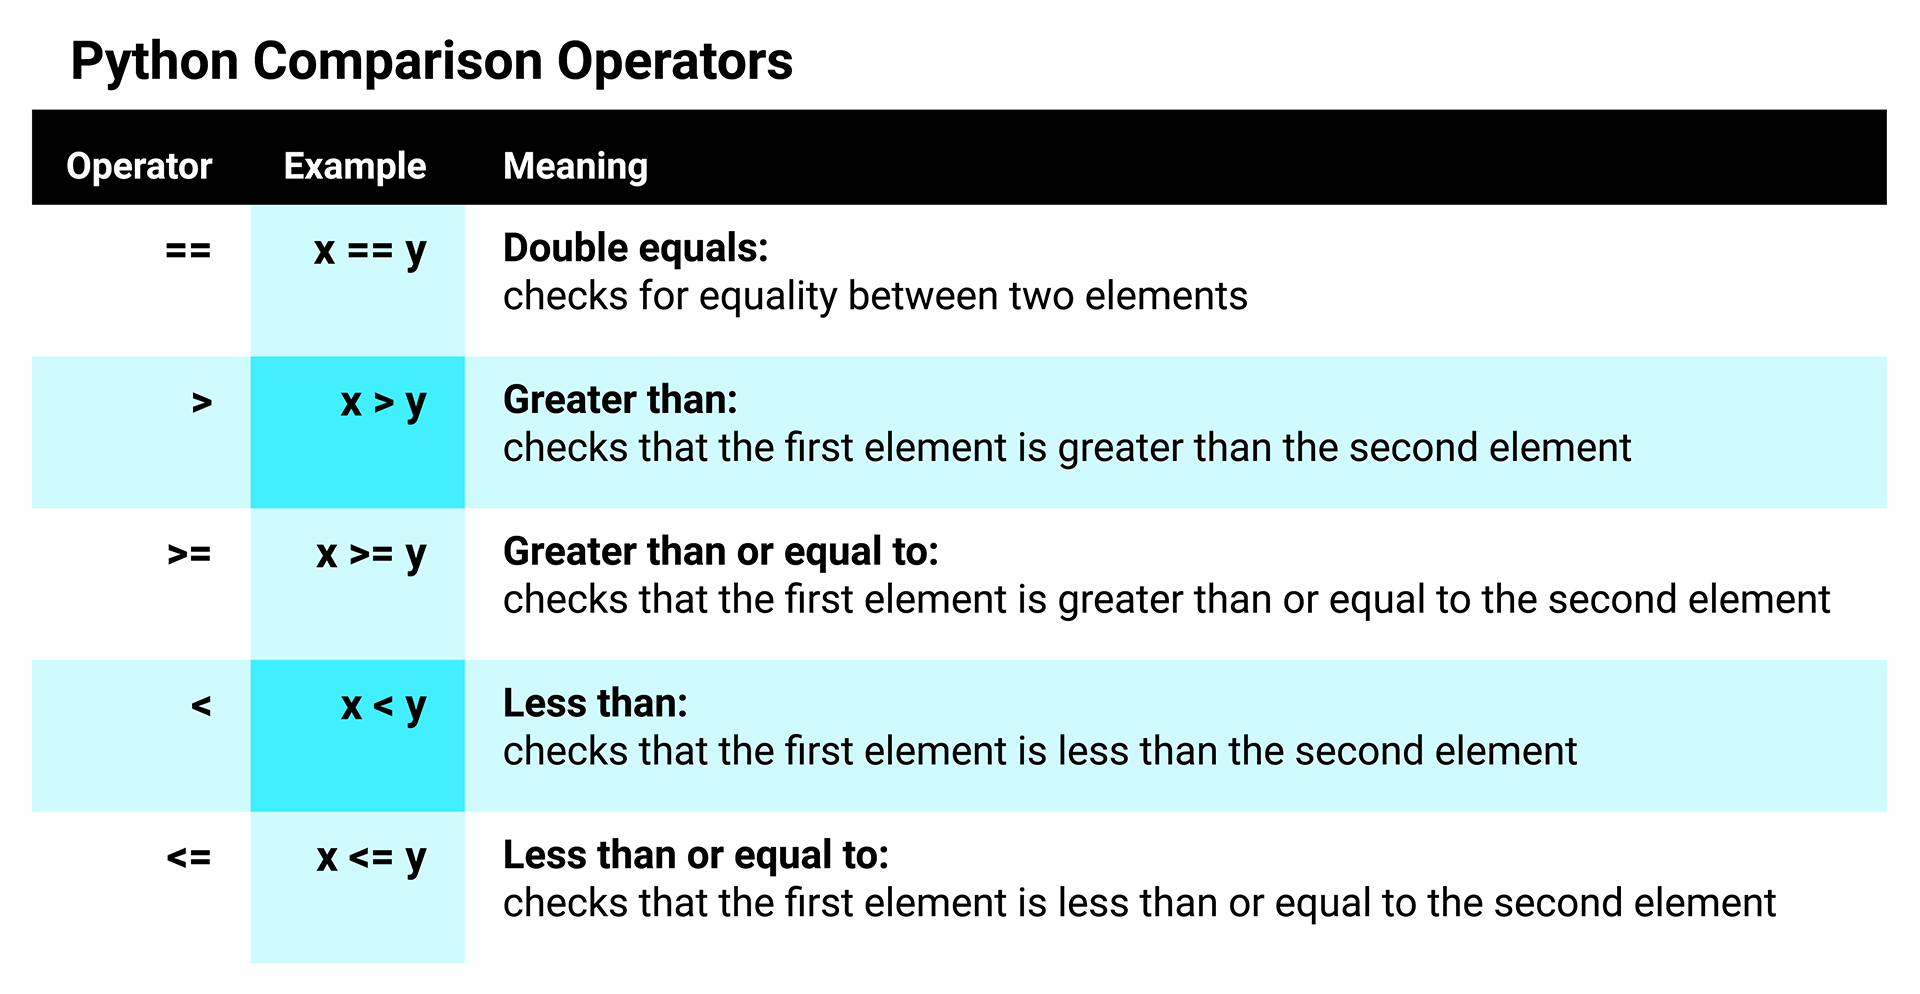 Python Comparison Operators
Operator Example Meaning
== x == y Double equals:
checks for equality between two elements
> x > y Greater than:
checks that the first element is greater than the second element
>= x >= y Greater than or equal to:
checks that the first element is greater than or equal to the second element
< x < y Less than:
checks that the first element is less than the second element
<= x <= y Less than or equal to:
checks that the first element is less than or equal to the second element